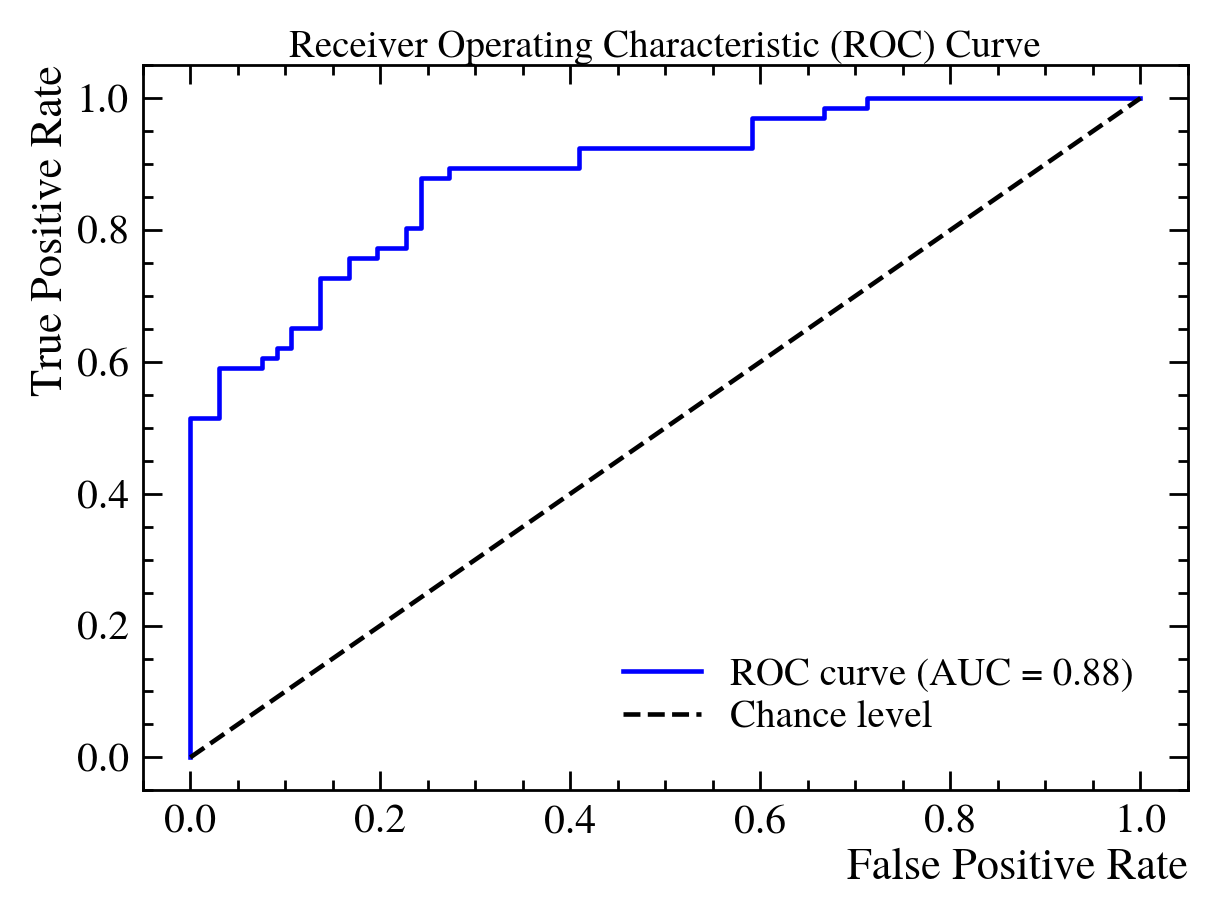 Receiver Operating Characteristic (ROC) Curve
True Positive Rate
1.0
0.8
0.6
0.4
0.2
0.0
ROC curve (AUC = 0.88)
Chance level
0.0 0.2 0.4 0.6 0.8 1.0
False Positive Rate